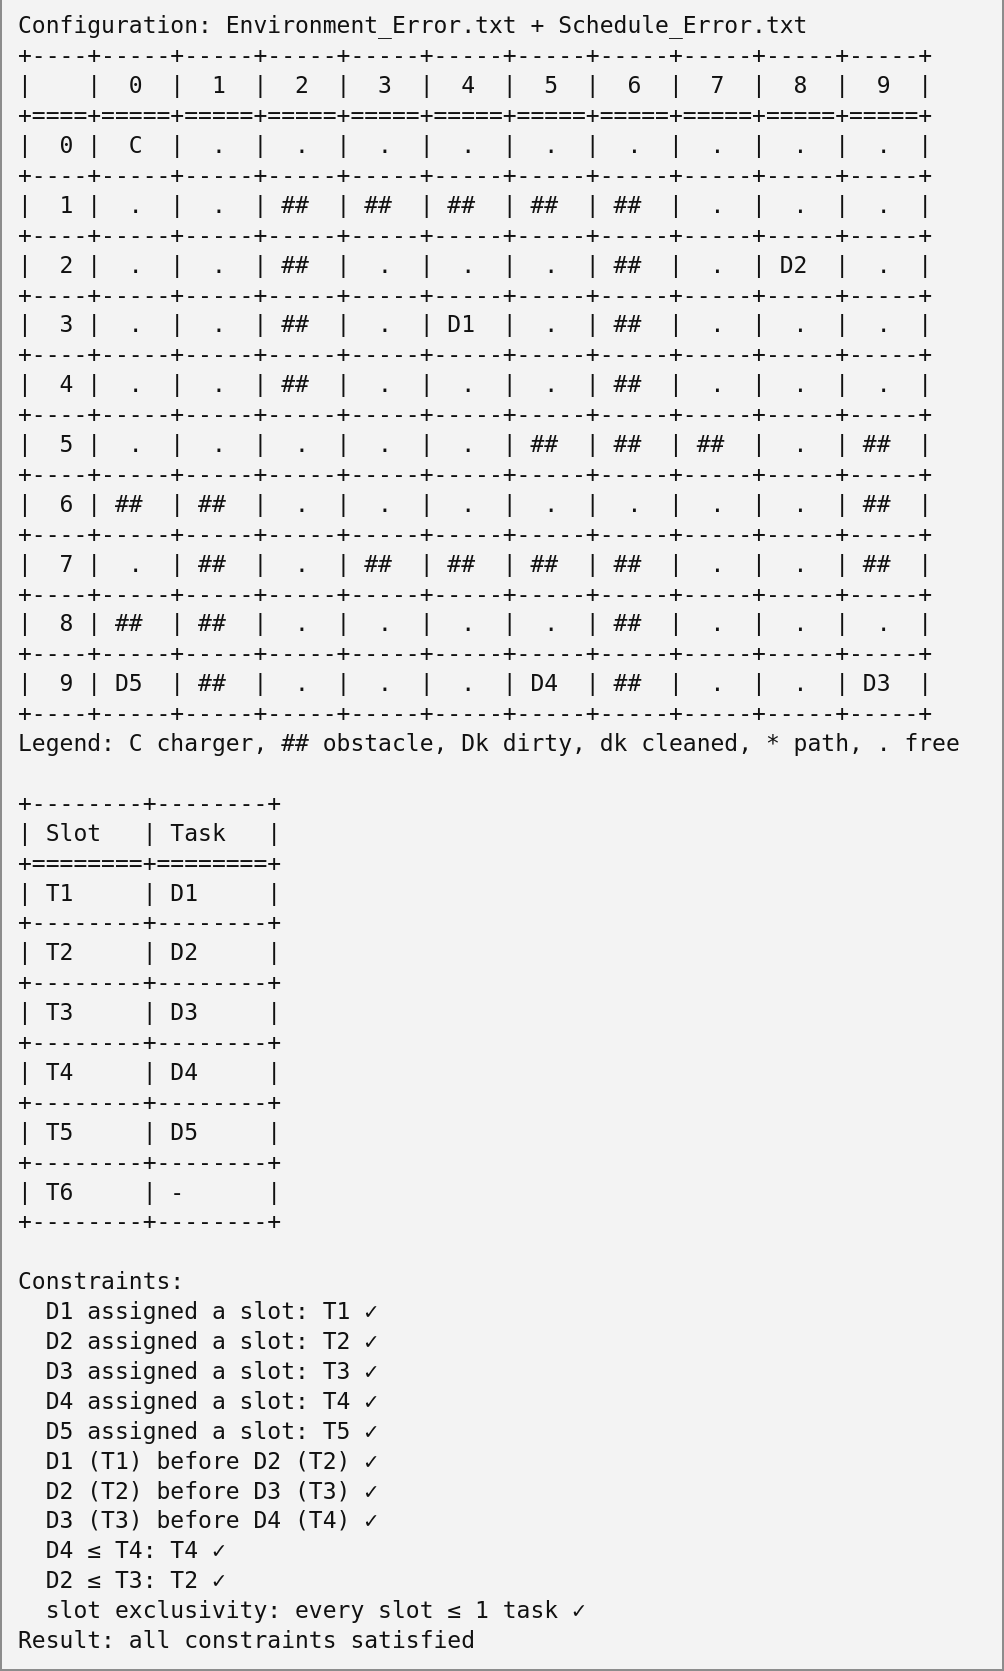 Configuration: Environment_Error.txt + Schedule_Error.txt
+----+-----+-----+-----+-----+-----+-----+-----+-----+-----+-----+
|    |  0  |  1  |  2  |  3  |  4  |  5  |  6  |  7  |  8  |  9  |
+====+=====+=====+=====+=====+=====+=====+=====+=====+=====+=====+
|  0 |  C  |  .  |  .  |  .  |  .  |  .  |  .  |  .  |  .  |  .  |
+----+-----+-----+-----+-----+-----+-----+-----+-----+-----+-----+
|  1 |  .  |  .  | ##  | ##  | ##  | ##  | ##  |  .  |  .  |  .  |
+----+-----+-----+-----+-----+-----+-----+-----+-----+-----+-----+
|  2 |  .  |  .  | ##  |  .  |  .  |  .  | ##  |  .  | D2  |  .  |
+----+-----+-----+-----+-----+-----+-----+-----+-----+-----+-----+
|  3 |  .  |  .  | ##  |  .  | D1  |  .  | ##  |  .  |  .  |  .  |
+----+-----+-----+-----+-----+-----+-----+-----+-----+-----+-----+
|  4 |  .  |  .  | ##  |  .  |  .  |  .  | ##  |  .  |  .  |  .  |
+----+-----+-----+-----+-----+-----+-----+-----+-----+-----+-----+
|  5 |  .  |  .  |  .  |  .  |  .  | ##  | ##  | ##  |  .  | ##  |
+----+-----+-----+-----+-----+-----+-----+-----+-----+-----+-----+
|  6 | ##  | ##  |  .  |  .  |  .  |  .  |  .  |  .  |  .  | ##  |
+----+-----+-----+-----+-----+-----+-----+-----+-----+-----+-----+
|  7 |  .  | ##  |  .  | ##  | ##  | ##  | ##  |  .  |  .  | ##  |
+----+-----+-----+-----+-----+-----+-----+-----+-----+-----+-----+
|  8 | ##  | ##  |  .  |  .  |  .  |  .  | ##  |  .  |  .  |  .  |
+----+-----+-----+-----+-----+-----+-----+-----+-----+-----+-----+
|  9 | D5  | ##  |  .  |  .  |  .  | D4  | ##  |  .  |  .  | D3  |
+----+-----+-----+-----+-----+-----+-----+-----+-----+-----+-----+
Legend: C charger, ## obstacle, Dk dirty, dk cleaned, * path, . free

+--------+--------+
| Slot   | Task   |
+========+========+
| T1     | D1     |
+--------+--------+
| T2     | D2     |
+--------+--------+
| T3     | D3     |
+--------+--------+
| T4     | D4     |
+--------+--------+
| T5     | D5     |
+--------+--------+
| T6     | -      |
+--------+--------+

Constraints:
  D1 assigned a slot: T1 ✓
  D2 assigned a slot: T2 ✓
  D3 assigned a slot: T3 ✓
  D4 assigned a slot: T4 ✓
  D5 assigned a slot: T5 ✓
  D1 (T1) before D2 (T2) ✓
  D2 (T2) before D3 (T3) ✓
  D3 (T3) before D4 (T4) ✓
  D4 ≤ T4: T4 ✓
  D2 ≤ T3: T2 ✓
  slot exclusivity: every slot ≤ 1 task ✓
Result: all constraints satisfied